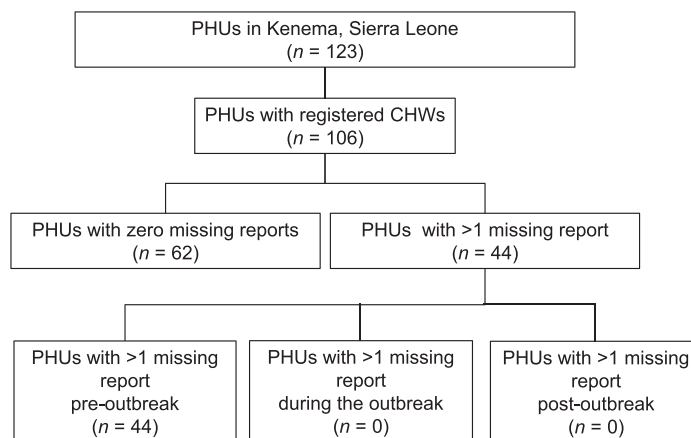 PHUs in Kenema, Sierra Leone
(n = 123)
PHUs with registered CHWs
(n = 106)
PHUs with zero missing reports
(n = 62)
PHUs with >1 missing report
(n = 44)
PHUs with >1 missing
report
pre-outbreak
(n = 44)
PHUs with >1 missing
report
during the outbreak
(n = 0)
PHUs with >1 missing
report
post-outbreak
(n = 0)